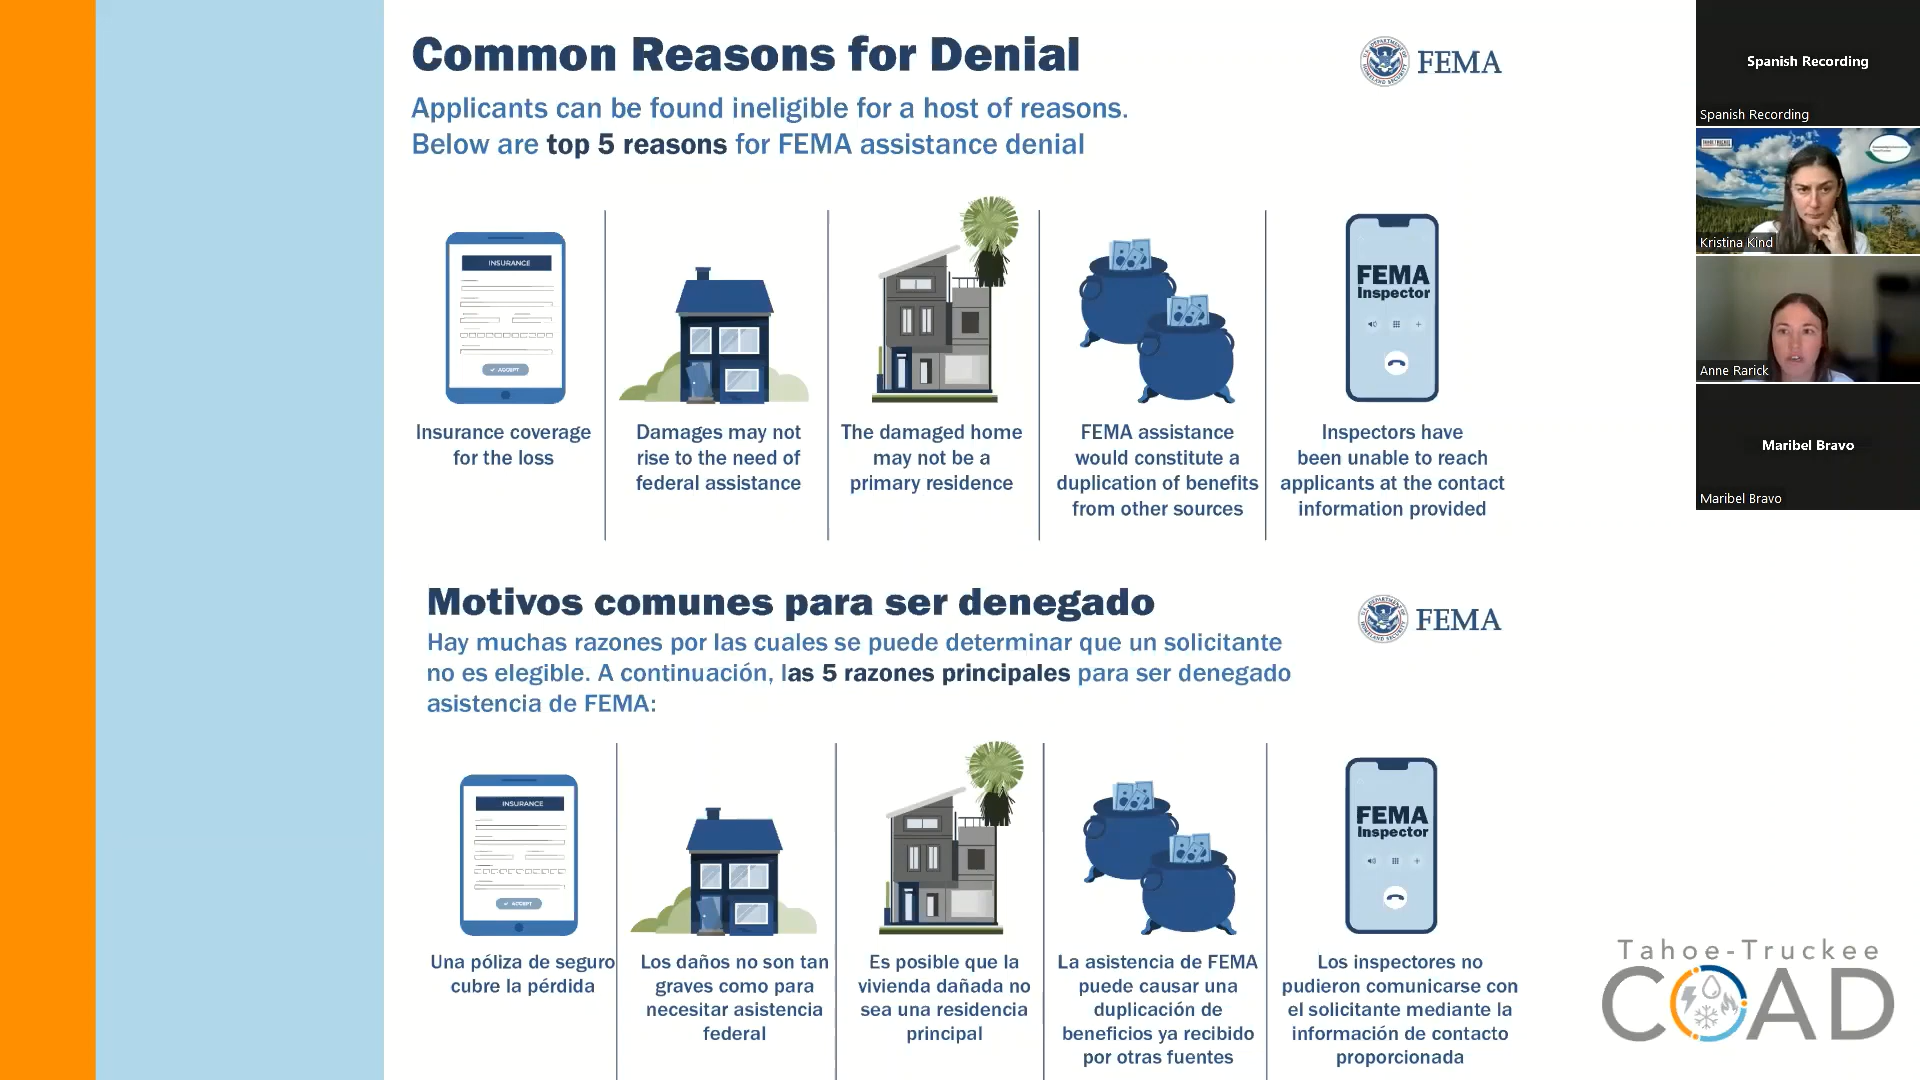 Common Reasons for Denial
FEMA
Applicants can be found ineligible for a host of reasons.
Below are top 5 reasons for FEMA assistance denial
INSURANCE
ACCEPT
Insurance coverage
for the loss
Damages may not
rise to the need of
federal assistance
The damaged home
may not be a
primary residence
FEMA assistance
would constitute a
duplication of benefits
from other sources
FEMA
Inspector
Inspectors have
been unable to reach
applicants at the contact
information provided
Motivos comunes para ser denegado
FEMA
Hay muchas razones por las cuales se puede determinar que un solicitante
no es elegible. A continuación, las 5 razones principales para ser denegado
asistencia de FEMA:
INSURANCE
ACCEPT
Una póliza de seguro
cubre la pérdida
Los daños no son tan
graves como para
necesitar asistencia
federal
Es posible que la
vivienda dañada no
sea una residencia
principal
La asistencia de FEMA
puede causar una
duplicación de
beneficios ya recibido
por otras fuentes
FEMA
Inspector
Los inspectores no
pudieron comunicarse con
el solicitante mediante la
información de contacto
proporcionada
Spanish Recording
Spanish Recording
Kristina Kind
Anne Rarick
Maribel Bravo
Maribel Bravo
Tahoe-Truckee
COAD